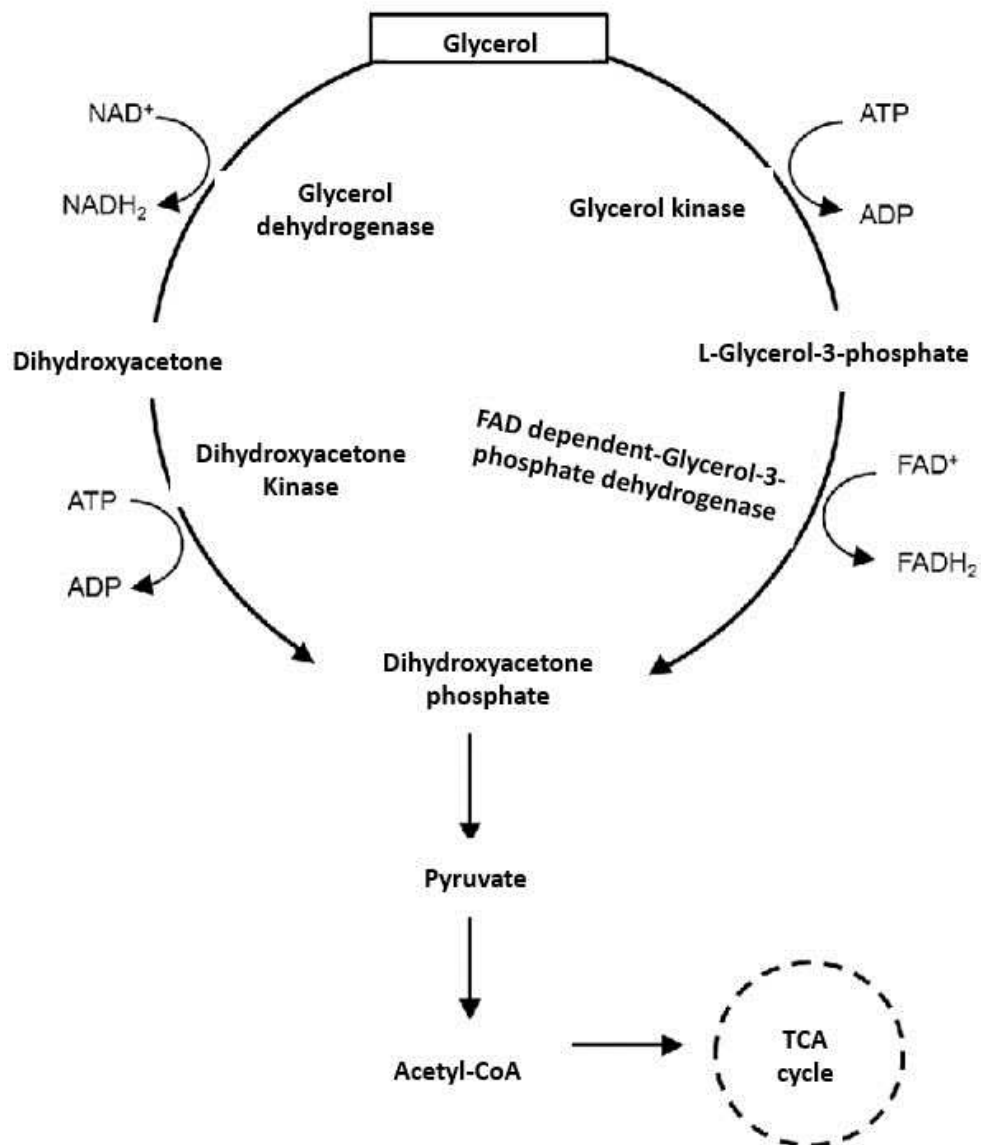 Glycerol
NAD⁺
NADH₂
Glycerol
dehydrogenase
Glycerol kinase
ATP
ADP
Dihydroxyacetone
L-Glycerol-3-phosphate
Dihydroxyacetone
Kinase
ATP
ADP
FAD dependent-Glycerol-3-
phosphate dehydrogenase
FAD⁺
FADH₂
Dihydroxyacetone
phosphate
Pyruvate
Acetyl-CoA
TCA
cycle